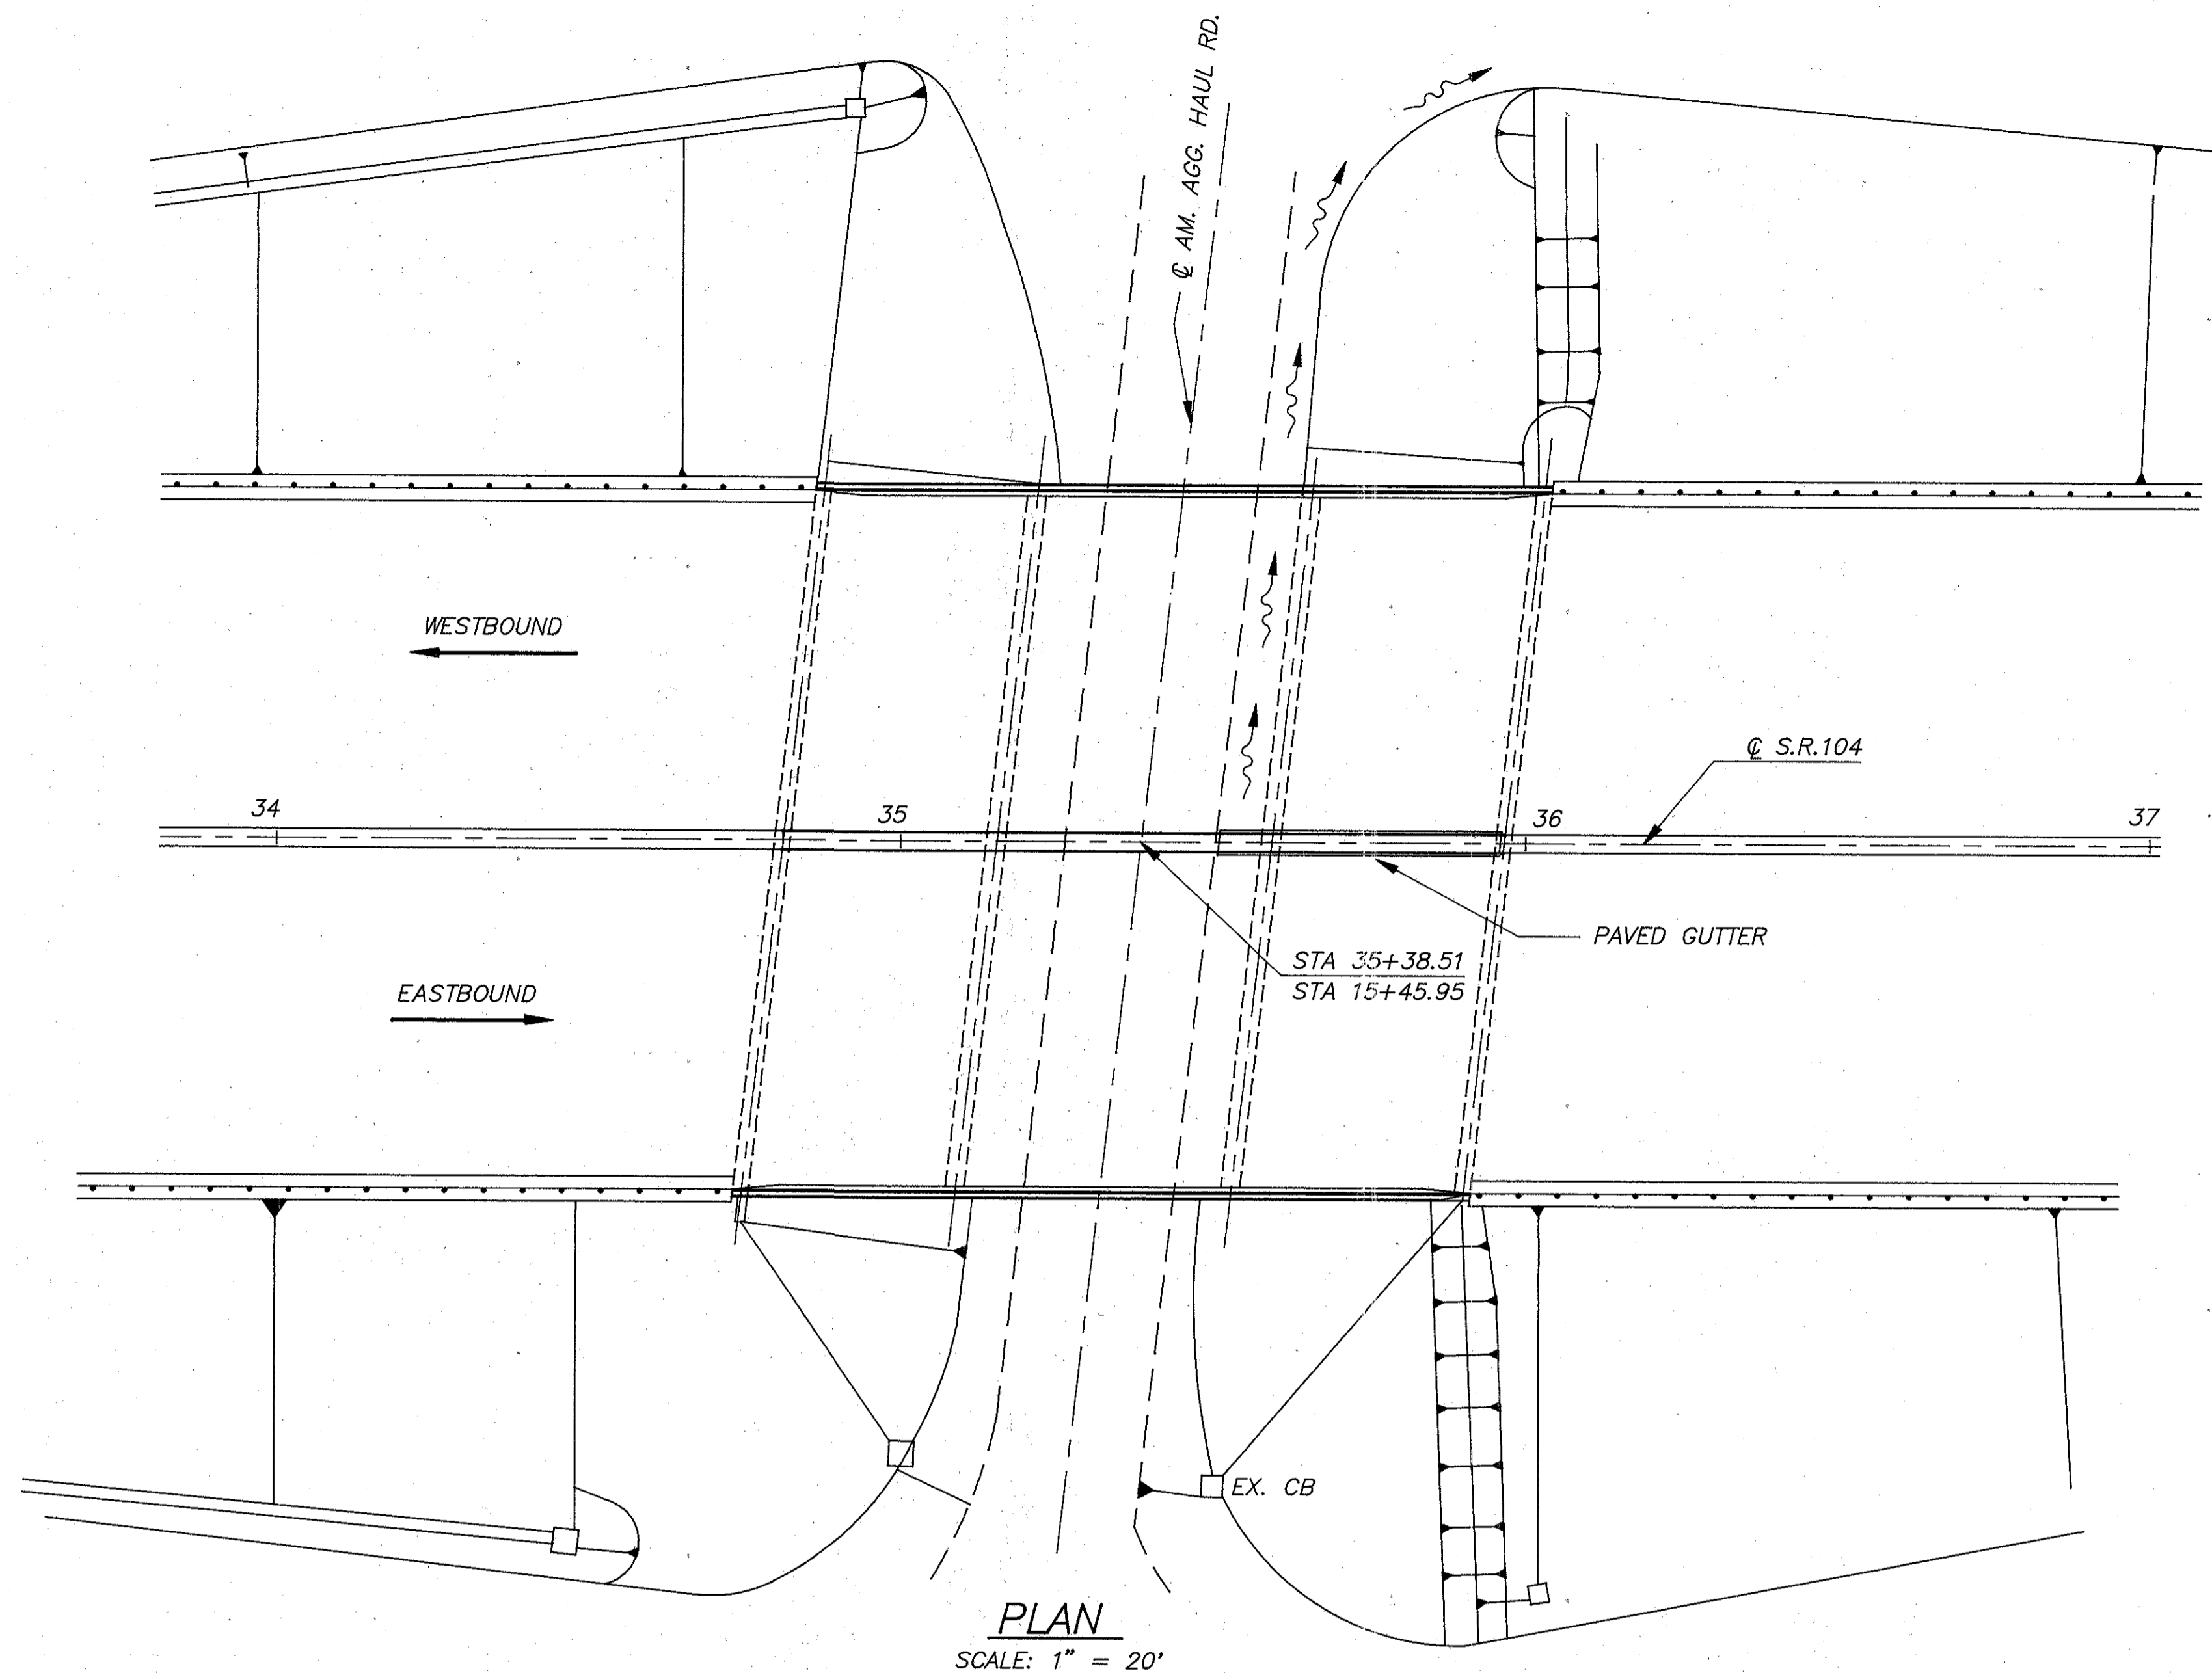 ℄ AM. AGG. HAUL RD.
WESTBOUND
℄ S.R.104
34
35
36
37
PAVED GUTTER
STA 35+38.51
STA 15+45.95
EASTBOUND
EX. CB
PLAN
SCALE: 1" = 20'